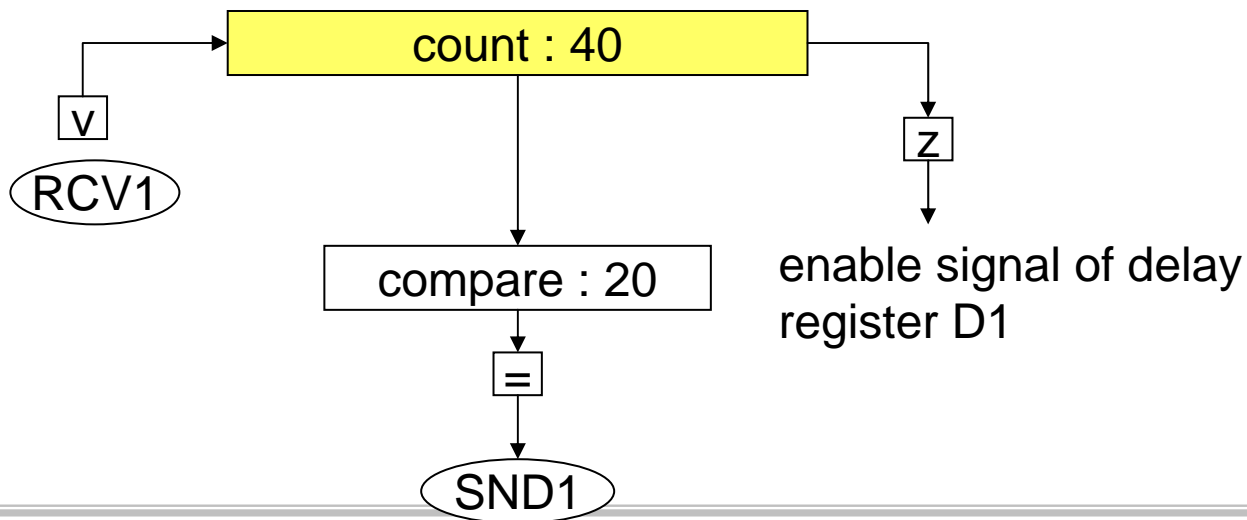 count : 40
v
z
RCV1
compare : 20
enable signal of delay
register D1
=
SND1